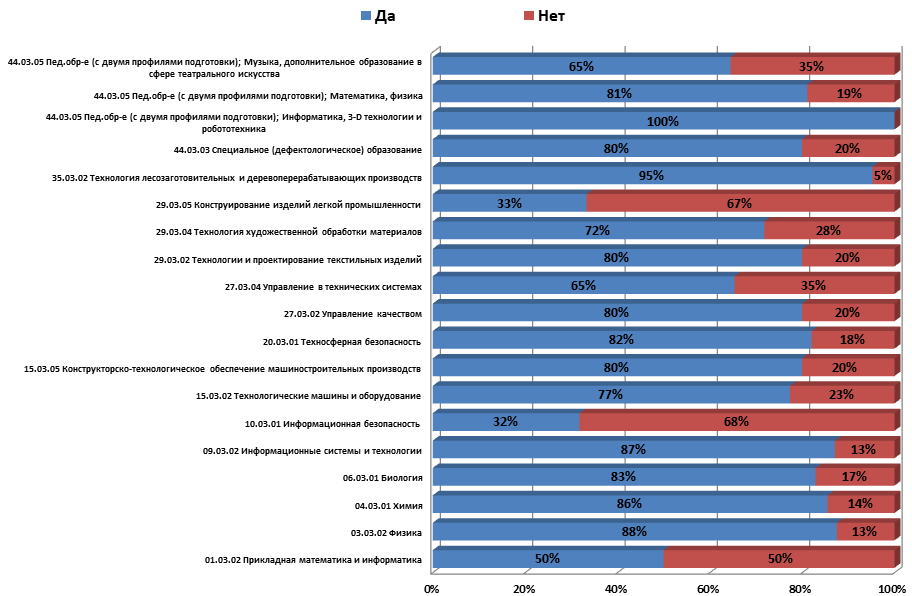 Да Нет
44.03.05 Пед.обр-е (с двумя профилями подготовки); Музыка, дополнительное образование в
сфере театрального искусства
65% 35%
44.03.05 Пед.обр-е (с двумя профилями подготовки); Математика, физика 81% 19%
44.03.05 Пед.обр-е (с двумя профилями подготовки); Информатика, 3-D технологии и
робототехника
100%
44.03.03 Специальное (дефектологическое) образование 80% 20%
35.03.02 Технология лесозаготовительных и деревоперерабатывающих производств 95% 5%
29.03.05 Конструирование изделий легкой промышленности 33% 67%
29.03.04 Технология художественной обработки материалов 72% 28%
29.03.02 Технологии и проектирование текстильных изделий 80% 20%
27.03.04 Управление в технических системах 65% 35%
27.03.02 Управление качеством 80% 20%
20.03.01 Техносферная безопасность 82% 18%
15.03.05 Конструкторско-технологическое обеспечение машиностроительных производств 80% 20%
15.03.02 Технологические машины и оборудование 77% 23%
10.03.01 Информационная безопасность 32% 68%
09.03.02 Информационные системы и технологии 87% 13%
06.03.01 Биология 83% 17%
04.03.01 Химия 86% 14%
03.03.02 Физика 88% 13%
01.03.02 Прикладная математика и информатика 50% 50%
0% 20% 40% 60% 80% 100%